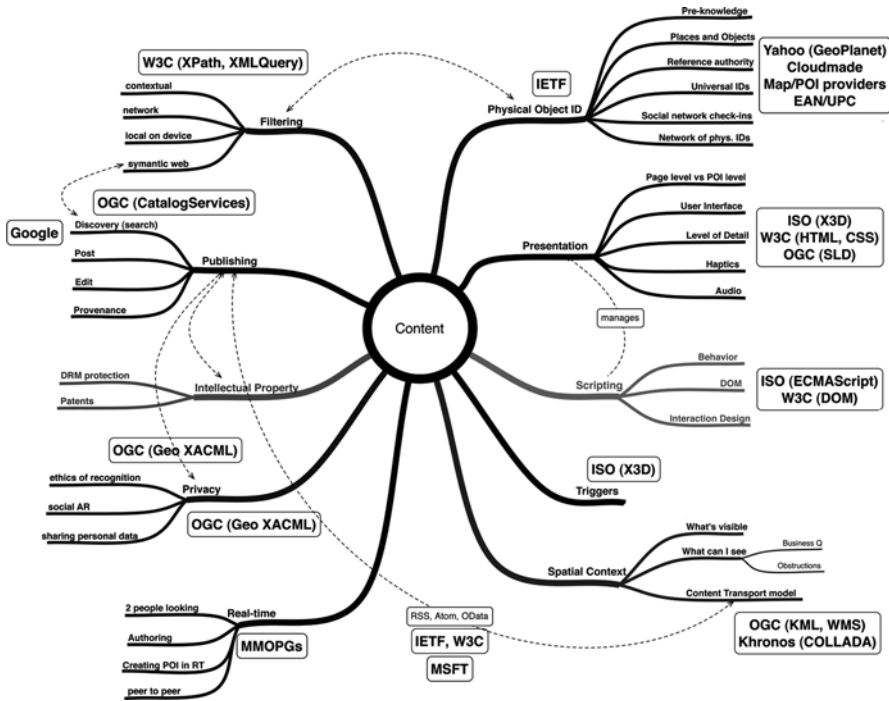 Pre-knowledge
Places and Objects
Reference authority
Universal IDs
Social network check-ins
Network of phys. IDs
Physical Object ID
IETF
Yahoo (GeoPlanet)
Cloudmade
Map/POI providers
EAN/UPC
W3C (XPath, XMLQuery)
contextual
network
local on device
symantic web
Filtering
OGC (CatalogServices)
Google
Discovery (search)
Post
Edit
Provenance
Publishing
Page level vs POI level
User Interface
Level of Detail
Haptics
Audio
Presentation
ISO (X3D)
W3C (HTML, CSS)
OGC (SLD)
Content
manages
DRM protection
Patents
Intellectual Property
Scripting
Behavior
DOM
Interaction Design
ISO (ECMAScript)
W3C (DOM)
OGC (Geo XACML)
ethics of recognition
social AR
sharing personal data
Privacy
OGC (Geo XACML)
ISO (X3D)
Triggers
What's visible
What can I see
Business Q
Obstructions
Content Transport model
Spatial Context
OGC (KML, WMS)
Khronos (COLLADA)
2 people looking
Authoring
Creating POI in RT
peer to peer
Real-time
MMOPGs
RSS, Atom, OData
IETF, W3C
MSFT